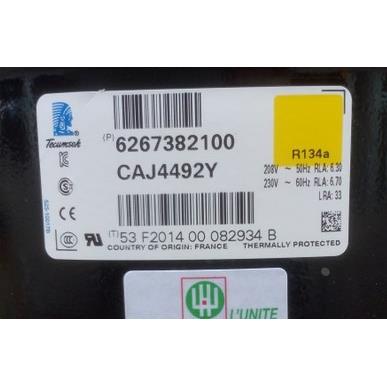 Tecumseh
(P) 6267382100
CAJ4492Y
R134a
208V ~ 50Hz RLA: 6.30
230V ~ 60Hz RLA: 6.70
LRA: 33
(T) 53 F2014 00 082934 B
COUNTRY OF ORIGIN: FRANCE THERMALLY PROTECTED
L'UNITE